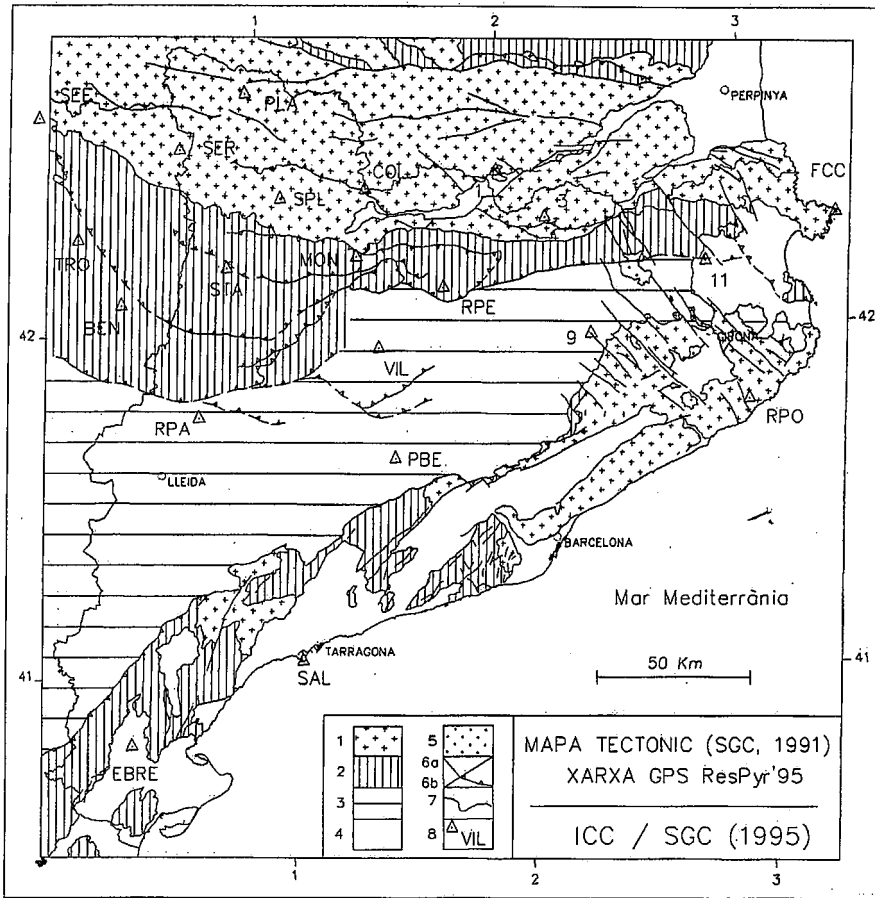 1
2
3
PERPINYA
SEE
PLA
SER
COL
FCC
SPL
3
TRO
STA
MON
11
BEN
RPE
42
42
9
GIRONA
VIL
RPA
RPO
PBE
LLEIDA
BARCELONA
Mar Mediterrània
41
41
TARRAGONA
SAL
50 Km
EBRE
1
2
3
4
5
6a
6b
7
8
VIL
MAPA TECTONIC (SGC, 1991)
XARXA GPS ResPyr'95
ICC / SGC (1995)
1
2
3